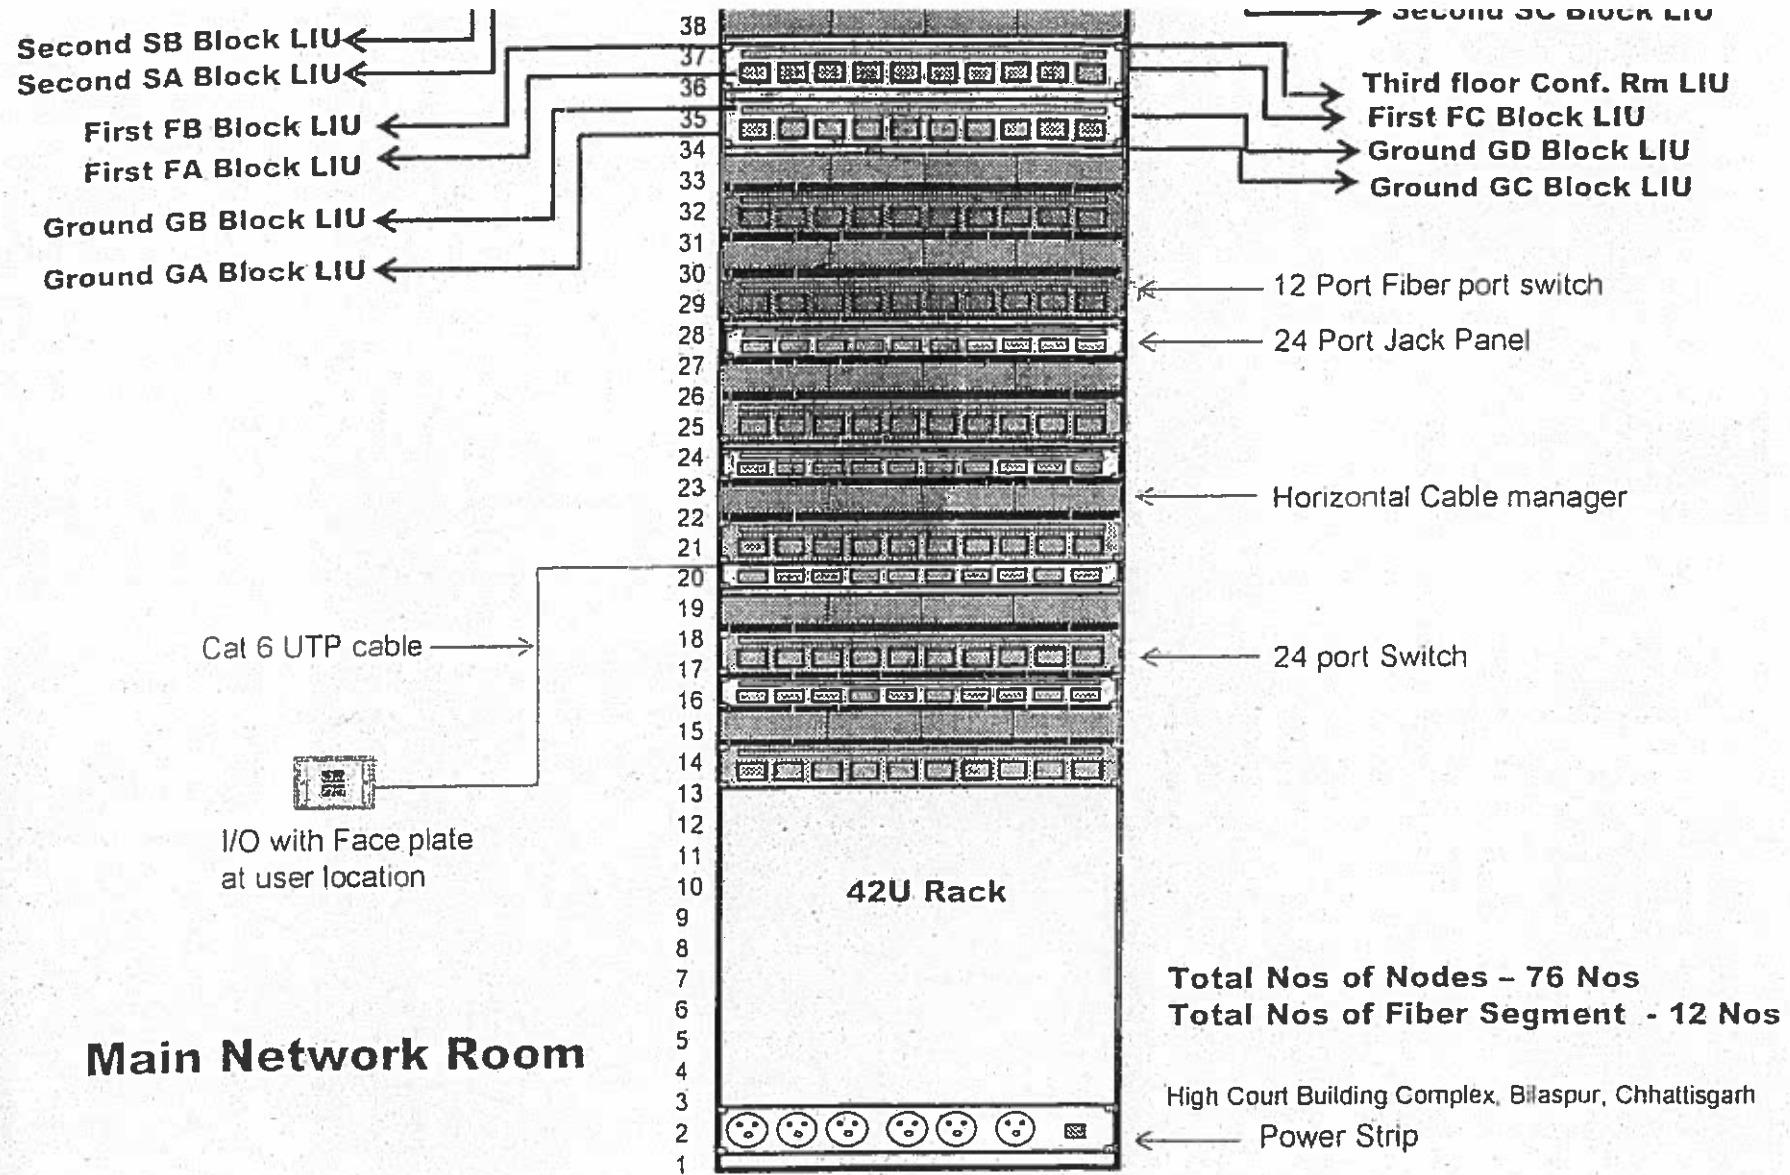 Second SB Block LIU
Second SA Block LIU
First FB Block LIU
First FA Block LIU
Ground GB Block LIU
Ground GA Block LIU
Cat 6 UTP cable
I/O with Face plate
at user location
Main Network Room
38
37
36
35
34
33
32
31
30
29
28
27
26
25
24
23
22
21
20
19
18
17
16
15
14
13
12
11
10
9
8
7
6
5
4
3
2
1
42U Rack
Second SC Block LIU
Third floor Conf. Rm LIU
First FC Block LIU
Ground GD Block LIU
Ground GC Block LIU
12 Port Fiber port switch
24 Port Jack Panel
Horizontal Cable manager
24 port Switch
Total Nos of Nodes – 76 Nos
Total Nos of Fiber Segment - 12 Nos
High Court Building Complex, Bilaspur, Chhattisgarh
Power Strip